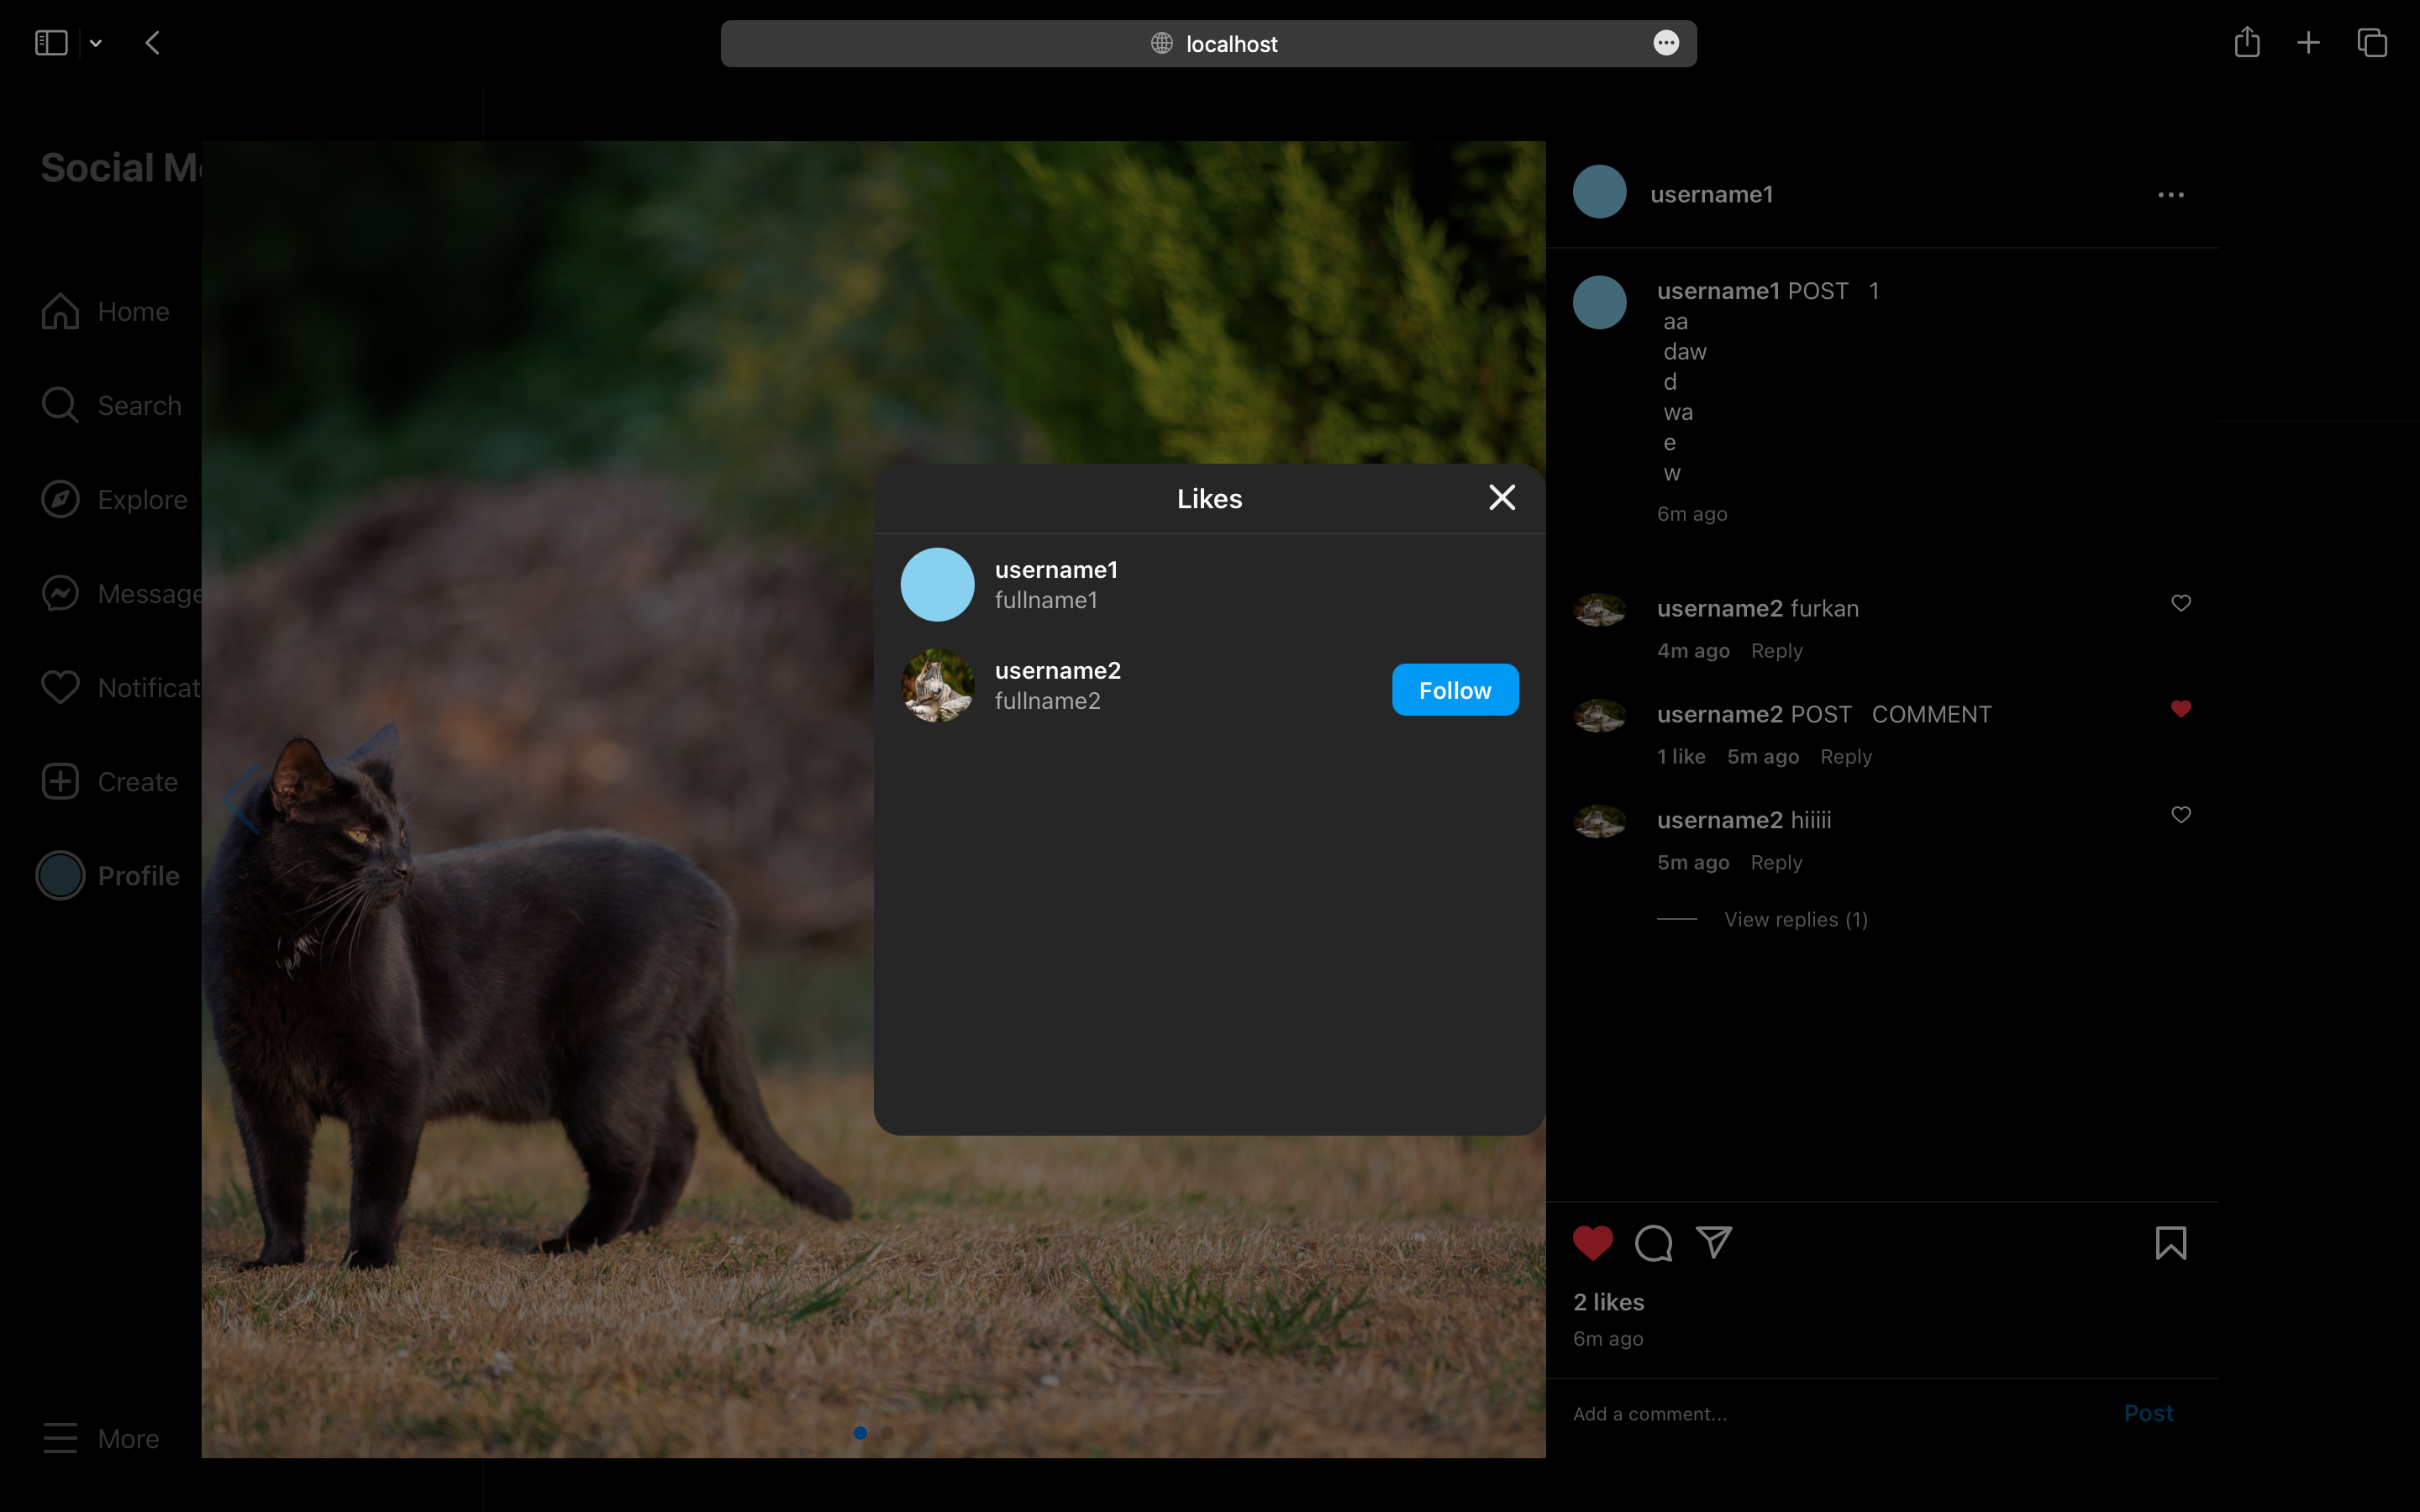 localhost
Social M
Home
Search
Explore
Message
Notificat
Create
Profile
More
Likes
username1
fullname1
username2
fullname2
Follow
username1
username1 POST 1
aa
daw
d
wa
e
w
6m ago
username2 furkan
4m ago Reply
username2 POST COMMENT
1 like 5m ago Reply
username2 hiiiii
5m ago Reply
View replies (1)
2 likes
6m ago
Add a comment...
Post